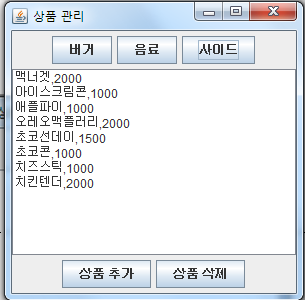 상품 관리
버거 음료 사이드
맥너겟,2000
아이스크림콘,1000
애플파이,1000
오레오맥플러리,2000
초코선데이,1500
초코콘,1000
치즈스틱,1000
치킨텐더,2000
상품 추가 상품 삭제